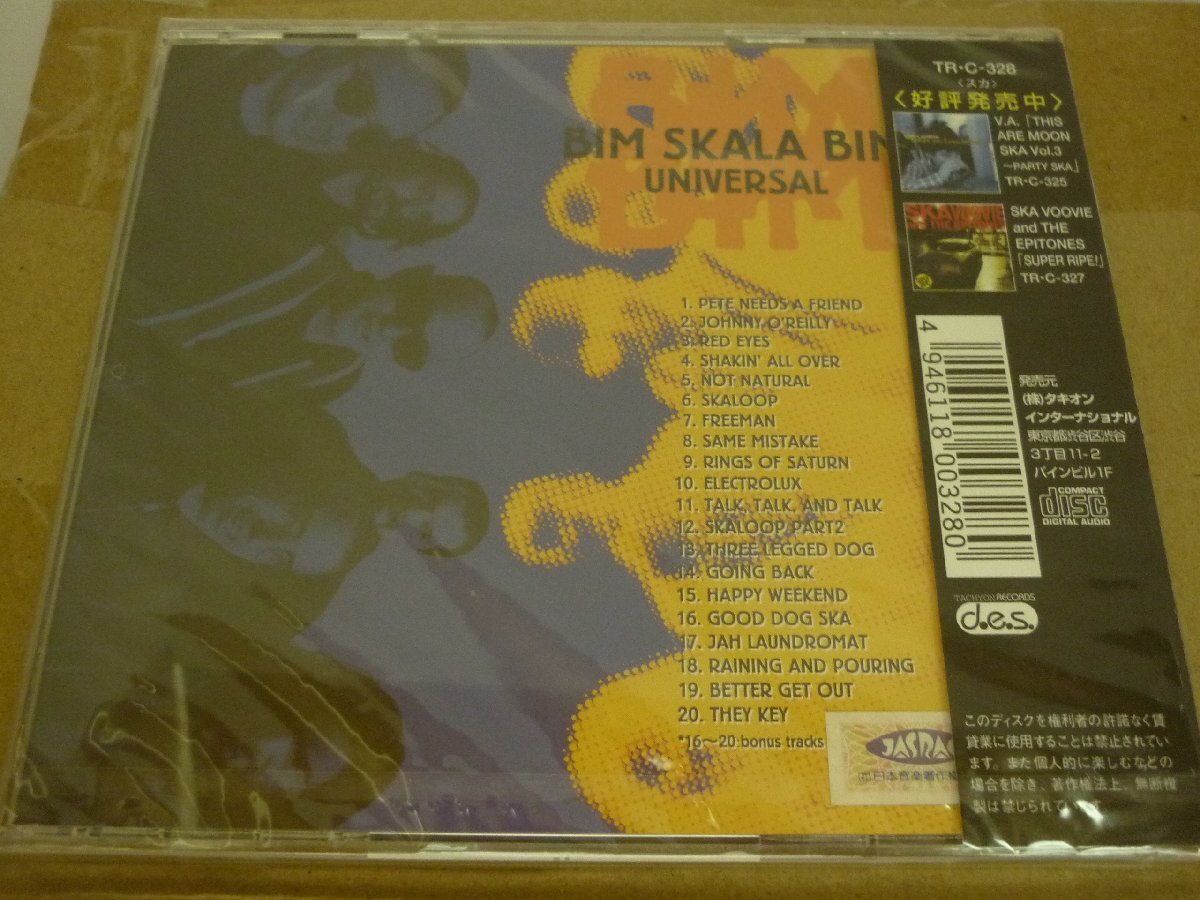 BIM SKALA BIM
UNIVERSAL
1. PETE NEEDS A FRIEND
2. JOHNNY O'REILLY
3. RED EYES
4. SHAKIN' ALL OVER
5. NOT NATURAL
6. SKALOOP
7. FREEMAN
8. SAME MISTAKE
9. RINGS OF SATURN
10. ELECTROLUX
11. TALK, TALK, AND TALK
12. SKALOOP PART2
13. THREE LEGGED DOG
14. GOING BACK
15. HAPPY WEEKEND
16. GOOD DOG SKA
17. JAH LAUNDROMAT
18. RAINING AND POURING
19. BETTER GET OUT
20. THEY KEY
*16〜20:bonus tracks
JASRAC
日本音楽著作権
TR・C-328
〈スカ〉
〈好評発売中〉
V.A.「THIS
ARE MOON
SKA Vol.3
〜PARTY SKA」
TR・C-325
SKA VOOVIE
and THE
EPITONES
「SUPER RIPE!」
TR・C-327
4 946118 003280
発売元
(株)タキオン
インターナショナル
東京都渋谷区渋谷
3丁目11-2
パインビル1F
COMPACT
disc
DIGITAL AUDIO
TACHYON RECORDS
d.e.s.
このディスクを権利者の許諾なく賃
貸業に使用することは禁止されてい
ます。また個人的に楽しむなどの
場合を除き、著作権法上、無断複
製は禁じられています。